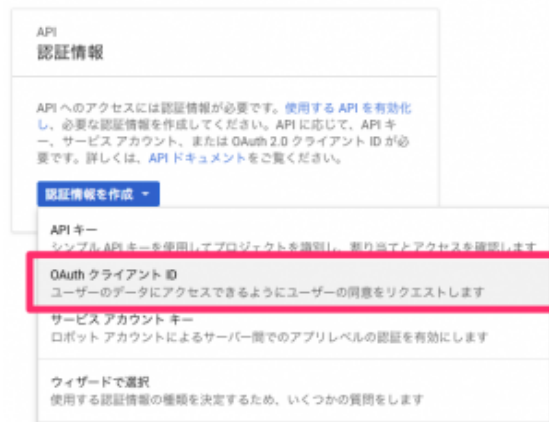 API
認証情報
API へのアクセスには認証情報が必要です。使用する API を有効化
し、必要な認証情報を作成してください。API に応じて、API キ
ー、サービス アカウント、または OAuth 2.0 クライアント ID が必
要です。詳しくは、API ドキュメントをご覧ください。
認証情報を作成
API キー
シンプル API キーを使用してプロジェクトを識別し、割り当てとアクセスを確認します
OAuth クライアント ID
ユーザーのデータにアクセスできるようにユーザーの同意をリクエストします
サービス アカウント キー
ロボット アカウントによるサーバー間でのアプリレベルの認証を有効にします
ウィザードで選択
使用する認証情報の種類を決定するため、いくつかの質問をします